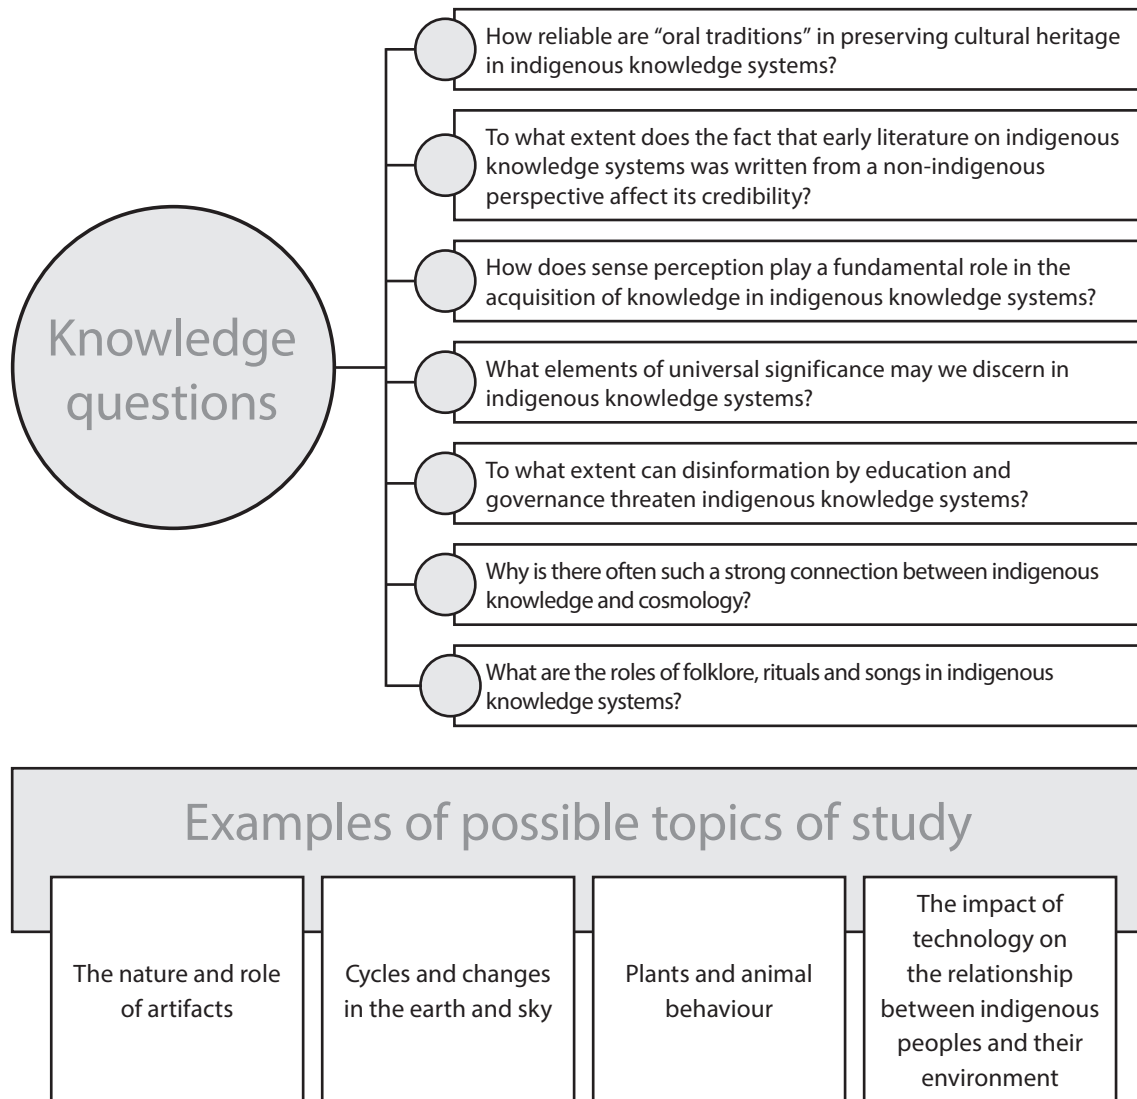 Knowledge
questions
How reliable are “oral traditions” in preserving cultural heritage
in indigenous knowledge systems?
To what extent does the fact that early literature on indigenous
knowledge systems was written from a non-indigenous
perspective affect its credibility?
How does sense perception play a fundamental role in the
acquisition of knowledge in indigenous knowledge systems?
What elements of universal significance may we discern in
indigenous knowledge systems?
To what extent can disinformation by education and
governance threaten indigenous knowledge systems?
Why is there often such a strong connection between indigenous
knowledge and cosmology?
What are the roles of folklore, rituals and songs in indigenous
knowledge systems?
Examples of possible topics of study
The nature and role
of artifacts
Cycles and changes
in the earth and sky
Plants and animal
behaviour
The impact of
technology on
the relationship
between indigenous
peoples and their
environment